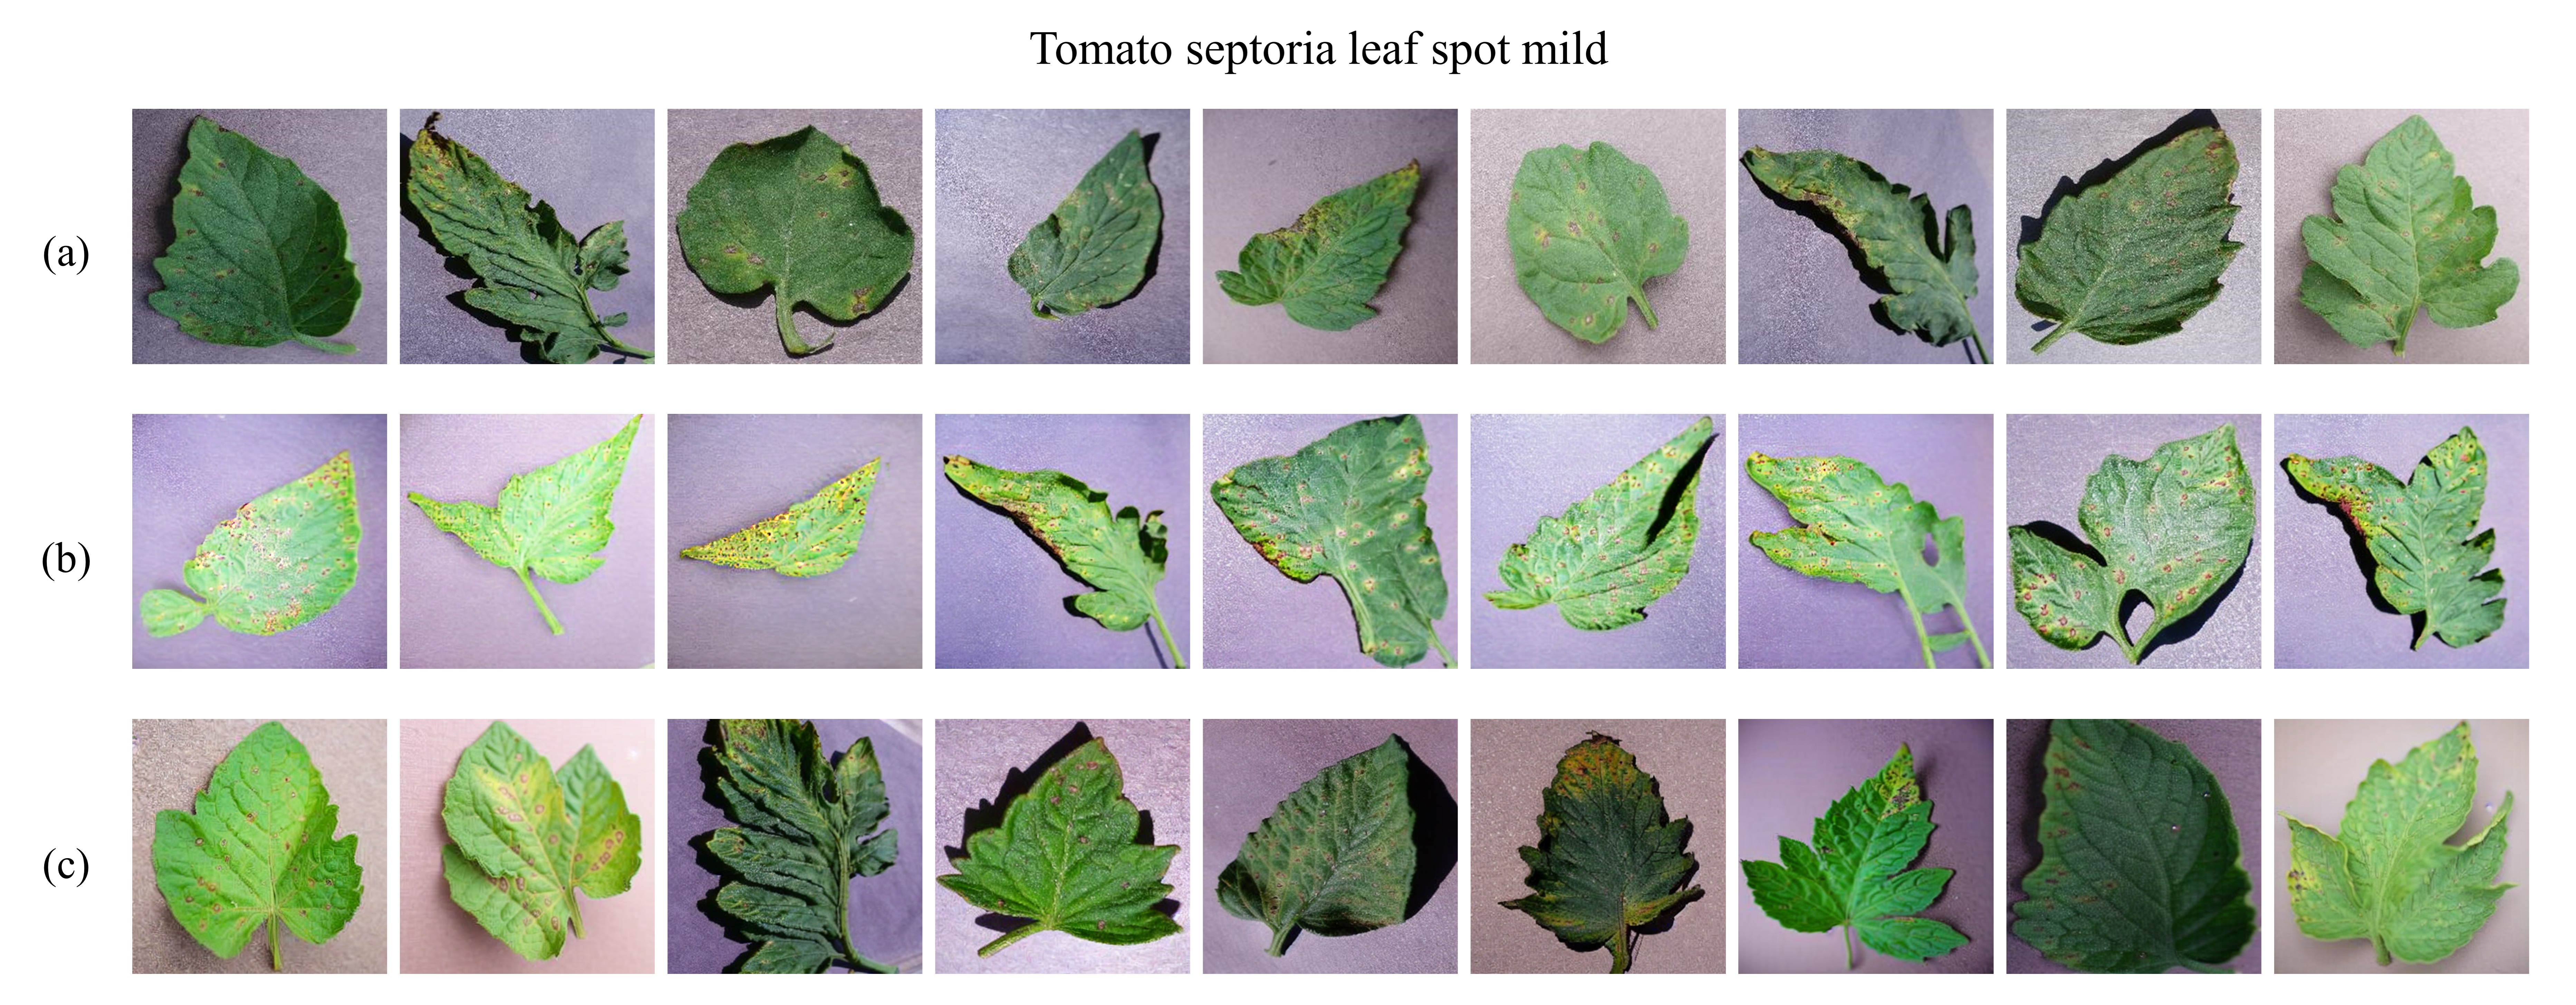 Tomato septoria leaf spot mild
(a)
(b)
(c)